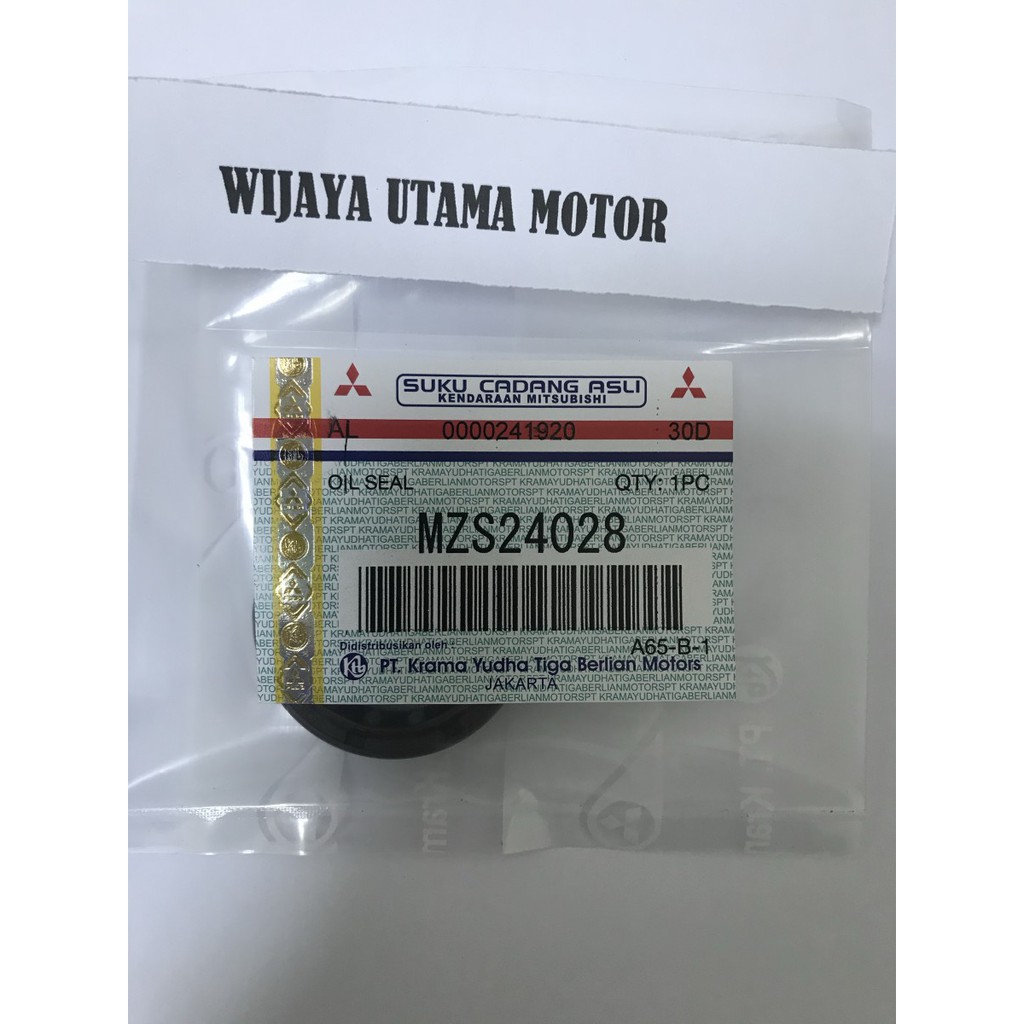 WIJAYA UTAMA MOTOR
SUKU CADANG ASLI
KENDARAAN MITSUBISHI
AL 0000241920 30D
OIL SEAL QTY: 1PC
MZS24028
A65-B-1
Didistribusikan oleh
PT. Krama Yudha Tiga Berlian Motors
JAKARTA